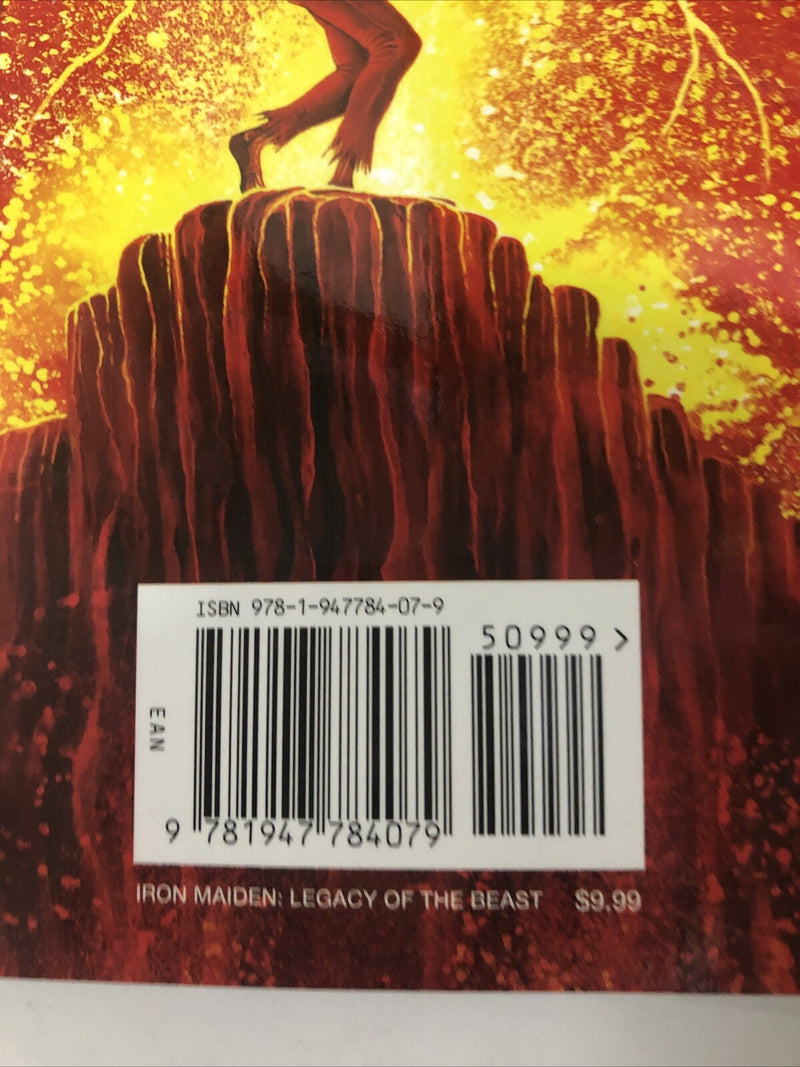 ISBN 978-1-947784-07-9
50999 >
EAN
9 781947 784079
IRON MAIDEN: LEGACY OF THE BEAST $9.99